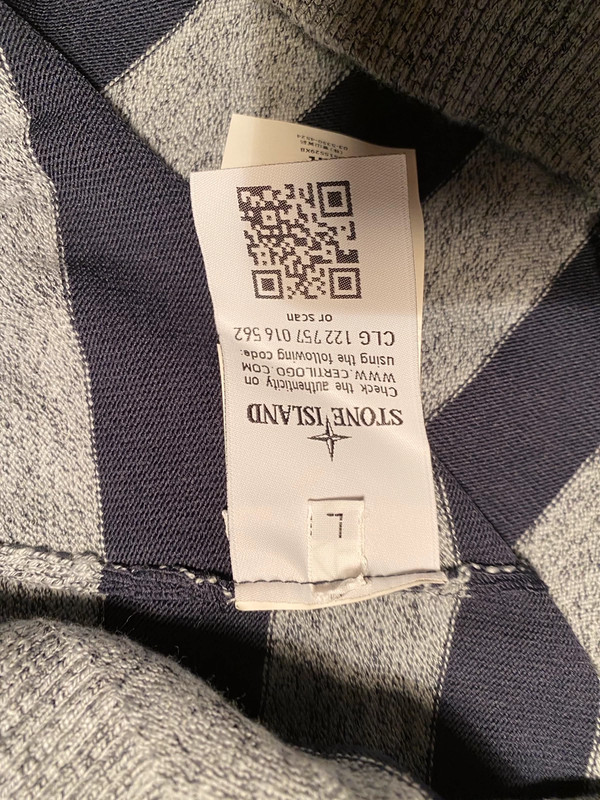 L
STONE ISLAND
Check the authenticity on
WWW.CERTILOGO.COM
using the following code:
CLG 122 757 016 562
or scan